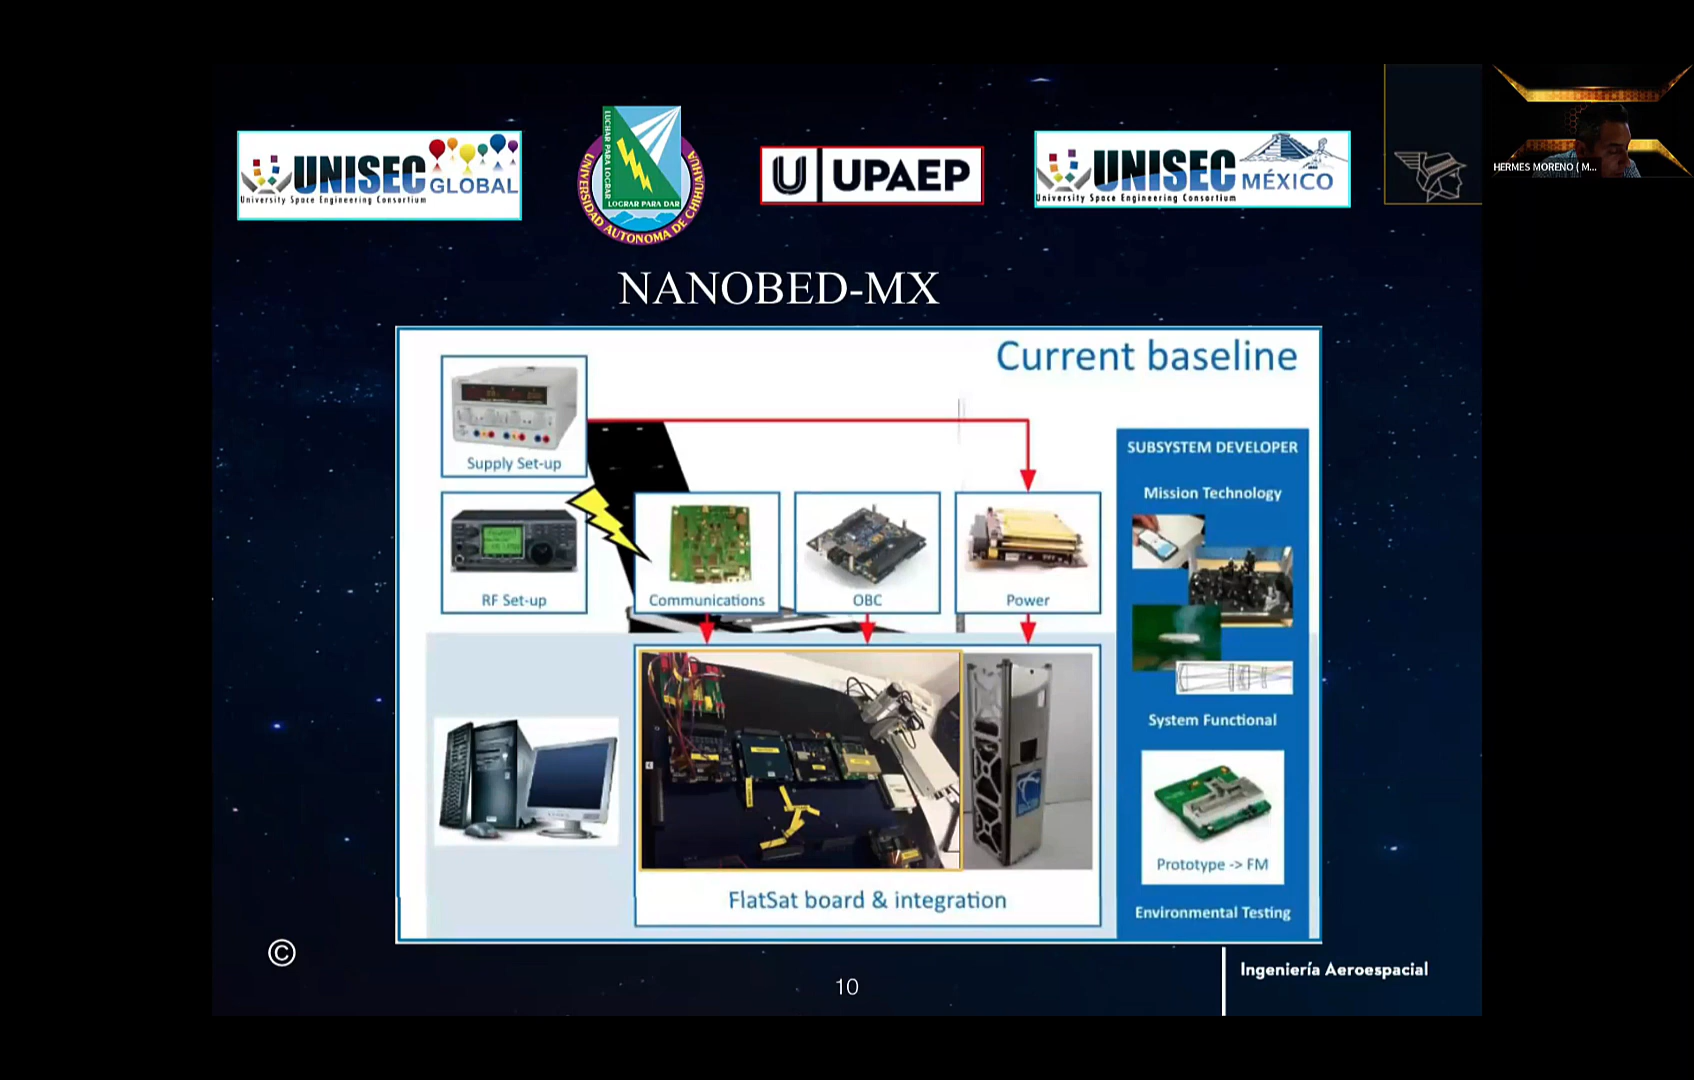 UNISEC
GLOBAL
University Space Engineering Consortium
LUCHAR PARA LOGRAR
LOGRAR PARA DAR
UNIVERSIDAD AUTONOMA DE CHIHUAHUA
U UPAEP
UNISEC
MÉXICO
University Space Engineering Consortium
HERMES MORENO ( M...
NANOBED-MX
Current baseline
Supply Set-up
SUBSYSTEM DEVELOPER
Mission Technology
RF Set-up
Communications
OBC
Power
System Functional
Prototype -> FM
FlatSat board & integration
Environmental Testing
©
Ingeniería Aeroespacial
10